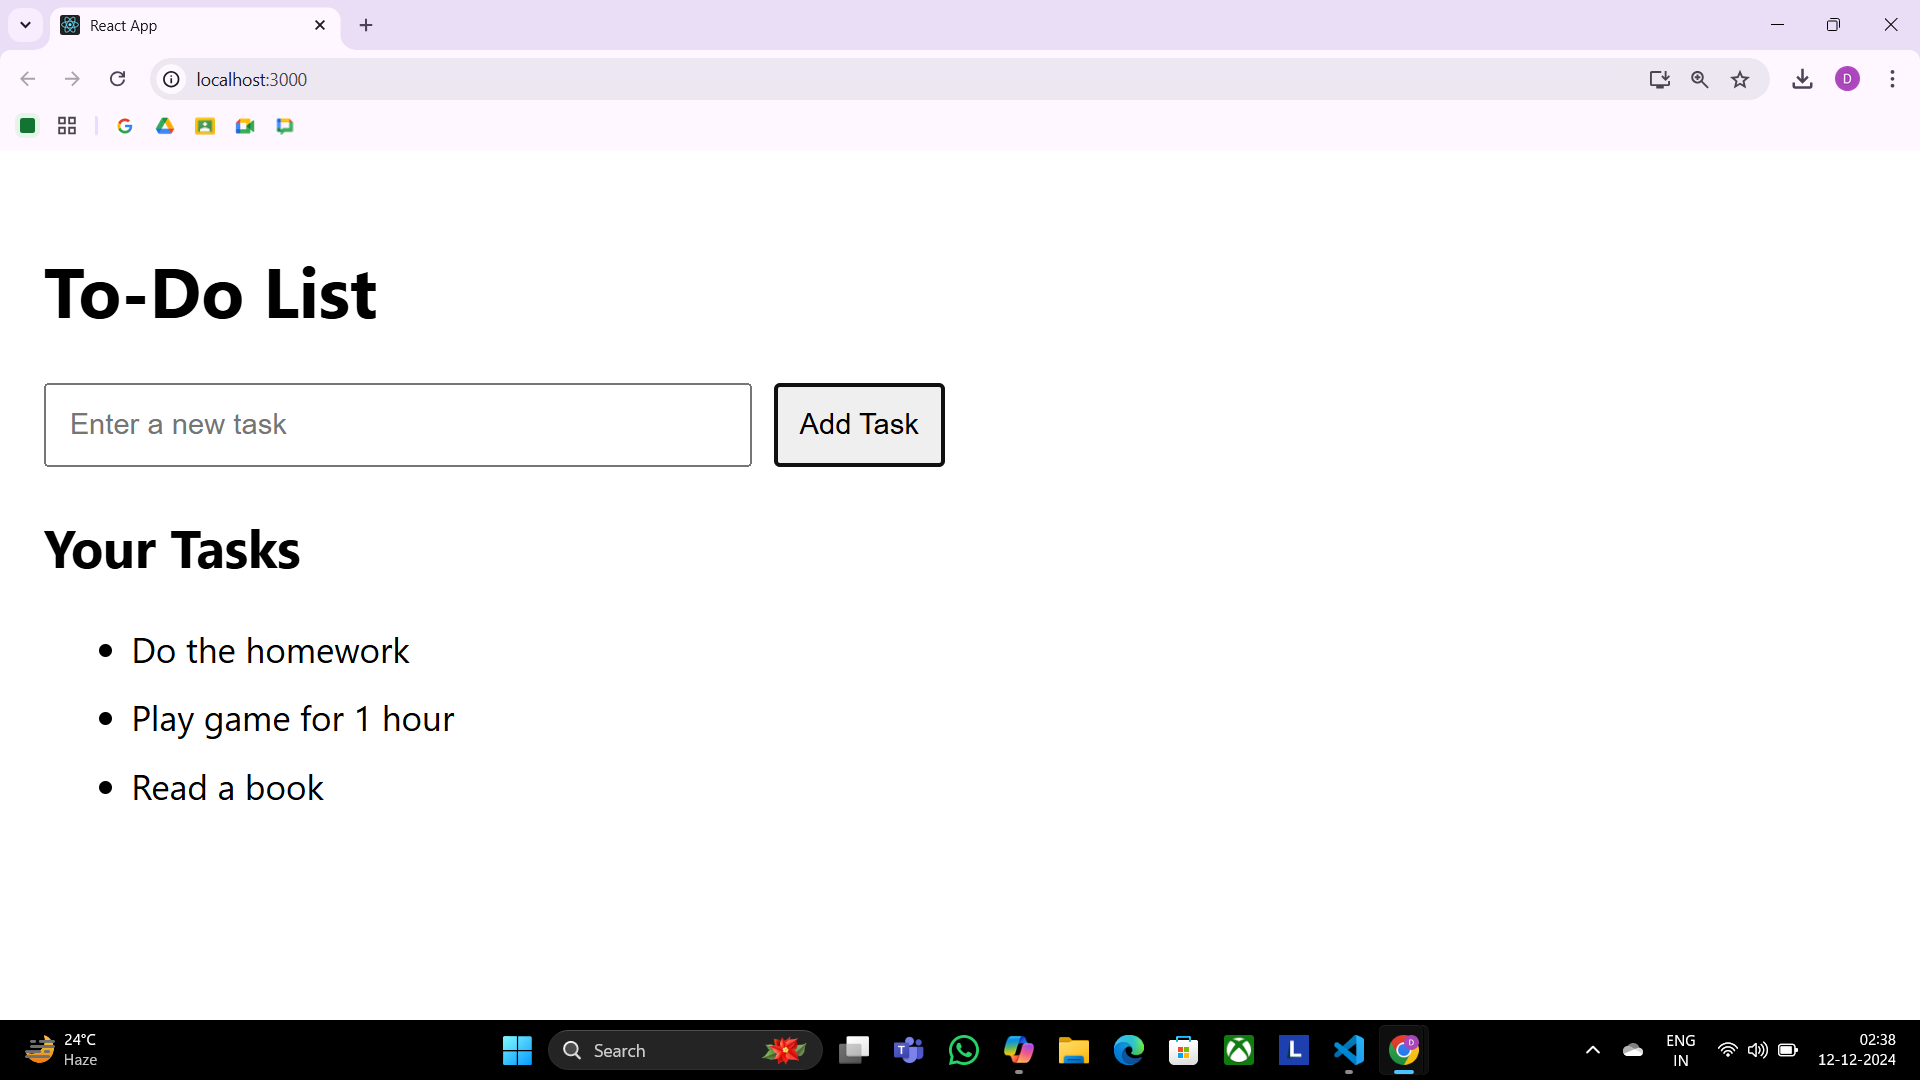 React App
localhost:3000
D
To-Do List
Enter a new task
Add Task
Your Tasks
Do the homework
Play game for 1 hour
Read a book
24°C
Haze
Search
T
L
D
ENG
IN
02:38
12-12-2024